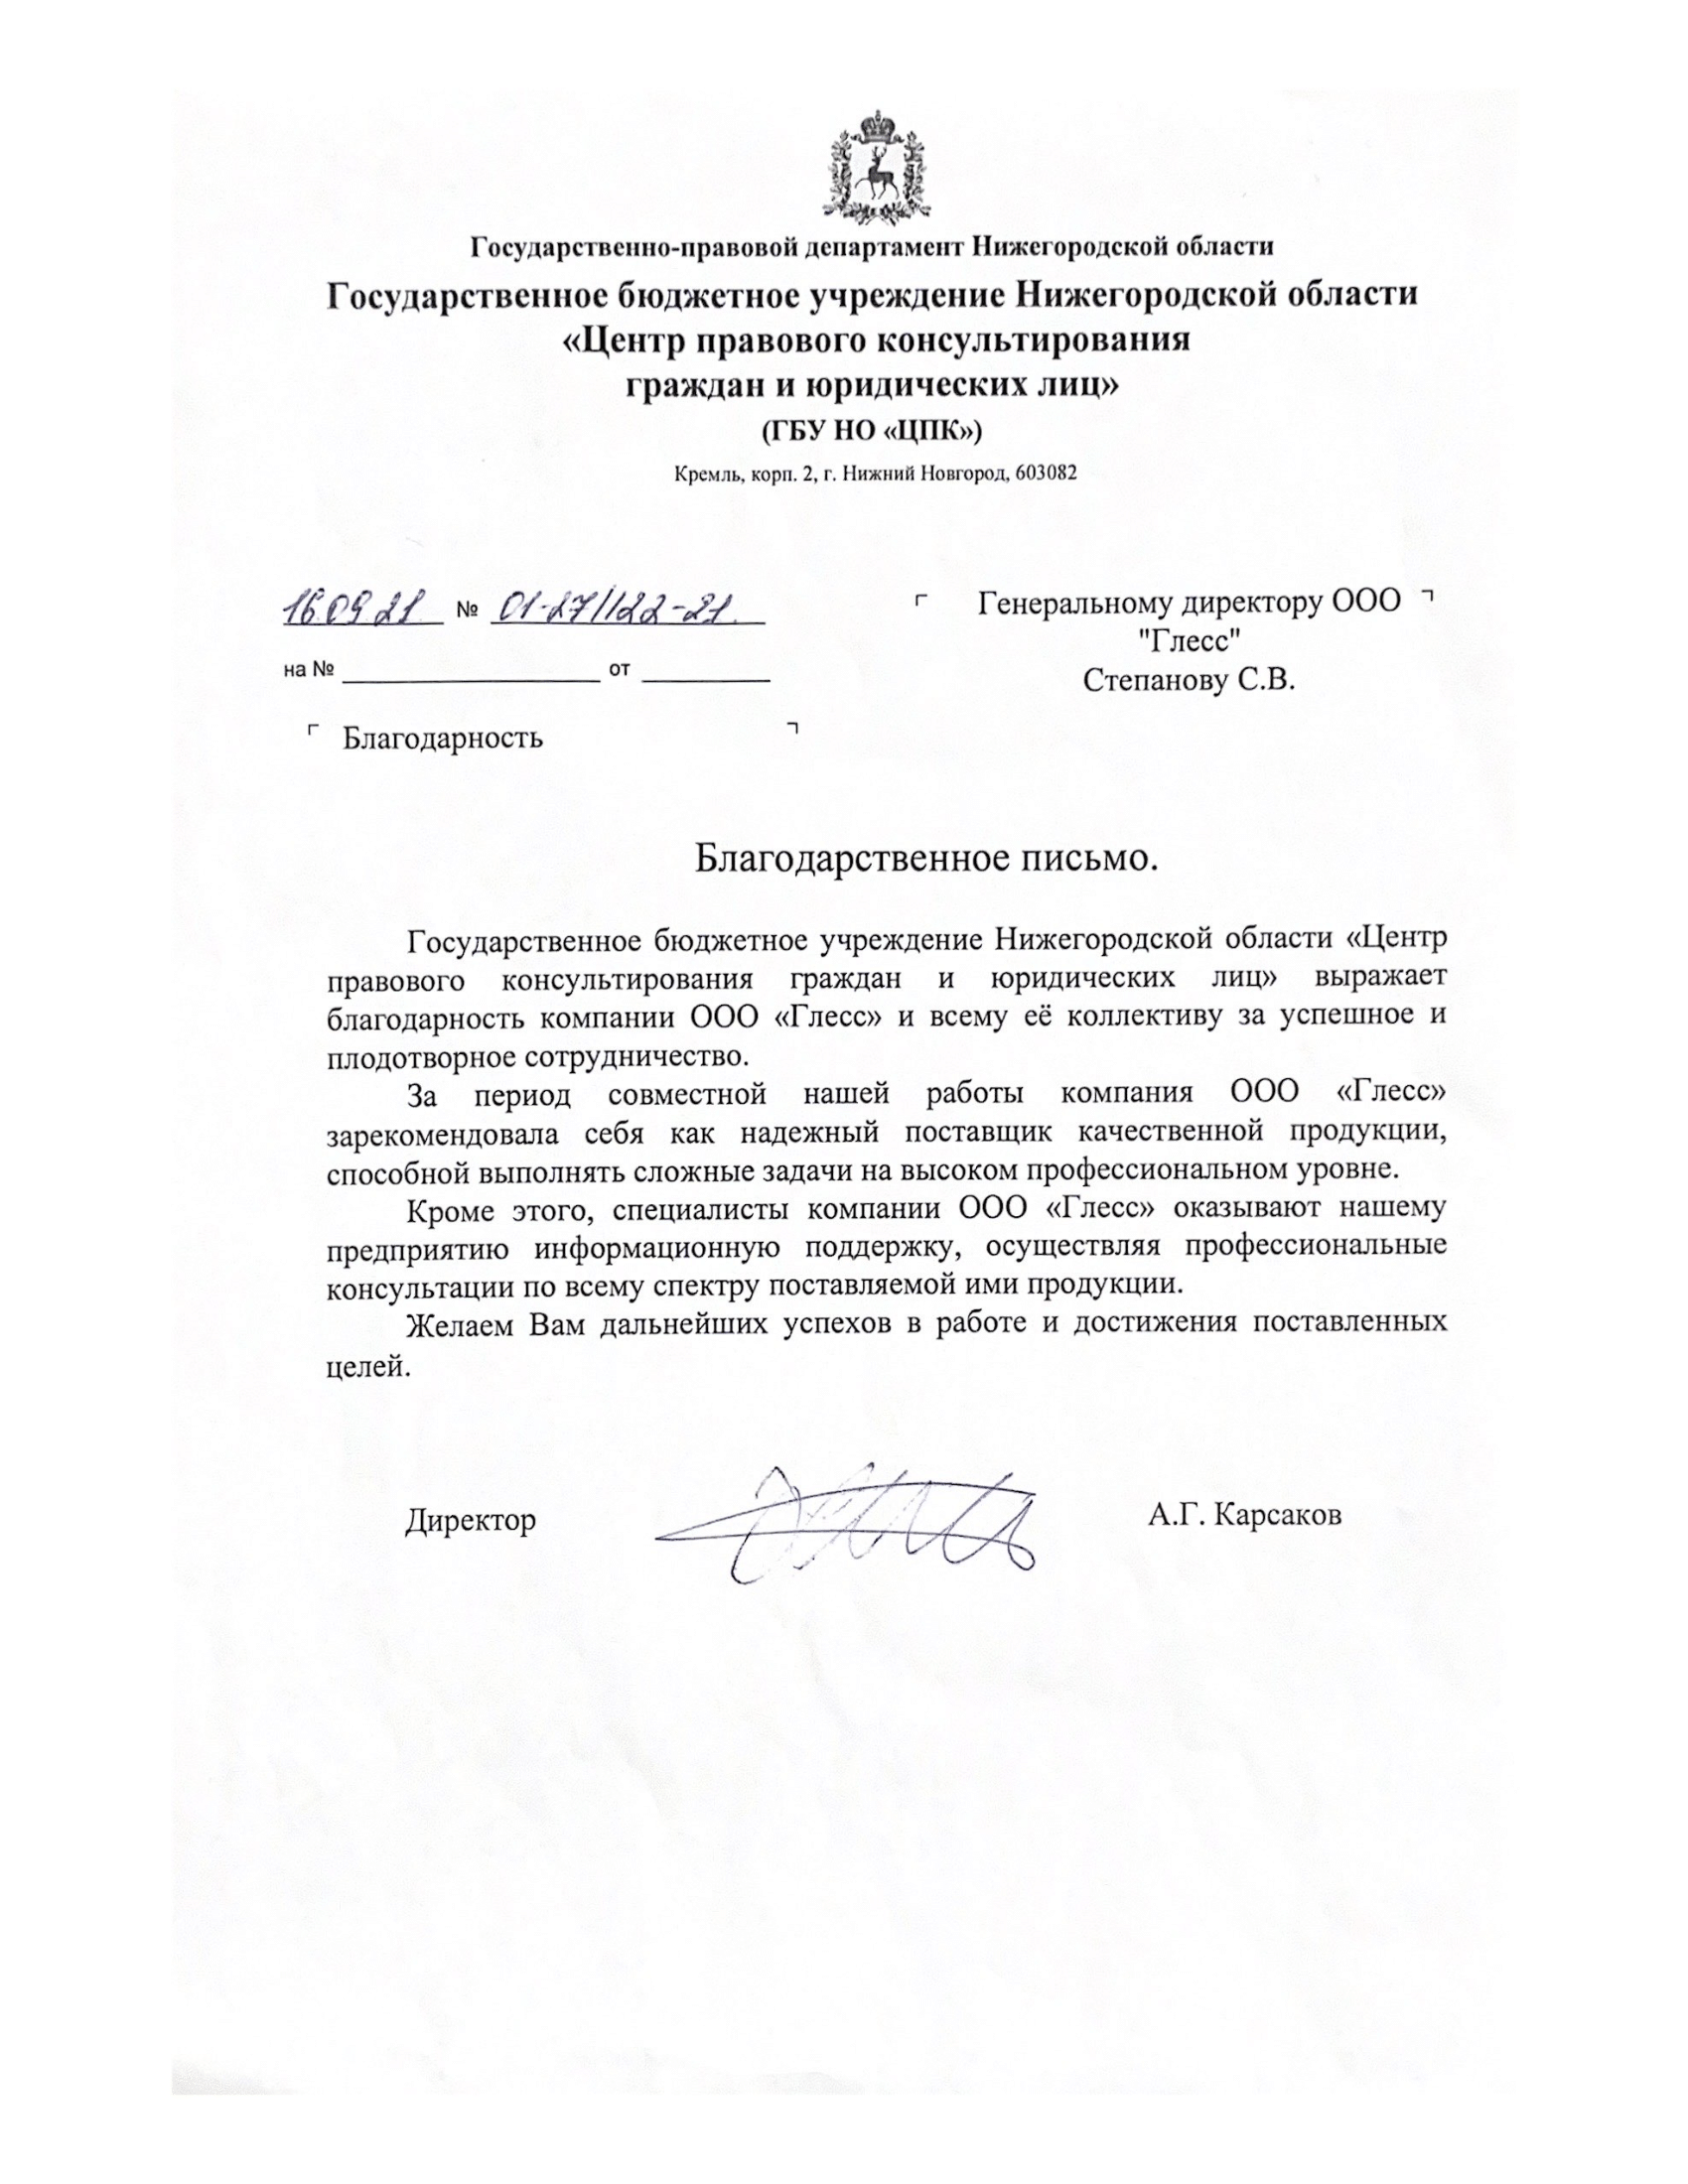 Государственно-правовой департамент Нижегородской области
Государственное бюджетное учреждение Нижегородской области
«Центр правового консультирования
граждан и юридических лиц»
(ГБУ НО «ЦПК»)
Кремль, корп. 2, г. Нижний Новгород, 603082
16.09.21 № 01-27/122-21
на № от
Генеральному директору ООО
"Глесс"
Степанову С.В.
Благодарность
Благодарственное письмо.
Государственное бюджетное учреждение Нижегородской области «Центр
правового консультирования граждан и юридических лиц» выражает
благодарность компании ООО «Глесс» и всему её коллективу за успешное и
плодотворное сотрудничество.
За период совместной нашей работы компания ООО «Глесс»
зарекомендовала себя как надежный поставщик качественной продукции,
способной выполнять сложные задачи на высоком профессиональном уровне.
Кроме этого, специалисты компании ООО «Глесс» оказывают нашему
предприятию информационную поддержку, осуществляя профессиональные
консультации по всему спектру поставляемой ими продукции.
Желаем Вам дальнейших успехов в работе и достижения поставленных
целей.
Директор А.Г. Карсаков